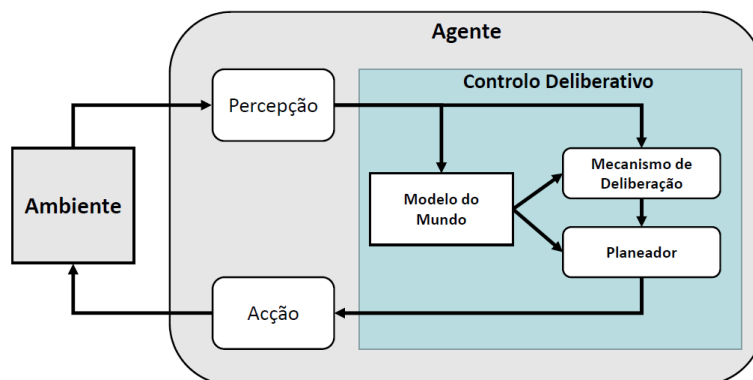 Agente
Controlo Deliberativo
Percepção
Mecanismo de
Deliberação
Modelo do
Mundo
Ambiente
Planeador
Acção